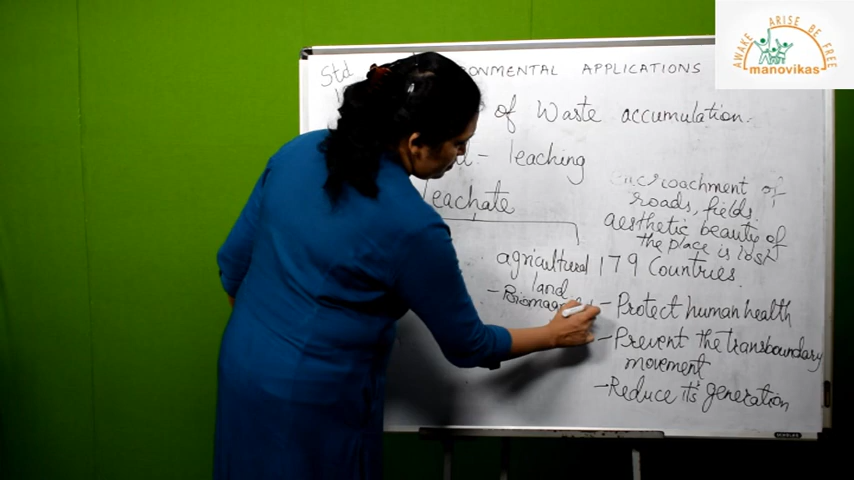 AWAKE ARISE BE FREE
manovikas
Std APPLICATIONS
of Waste accumulation.
- leaching
leachate
encroachment of
roads, fields.
aesthetic beauty of
the place is lost
agricultural
land
179 Countries.
- Protect human health
- Prevent the transboundary
movement
- Reduce its generation